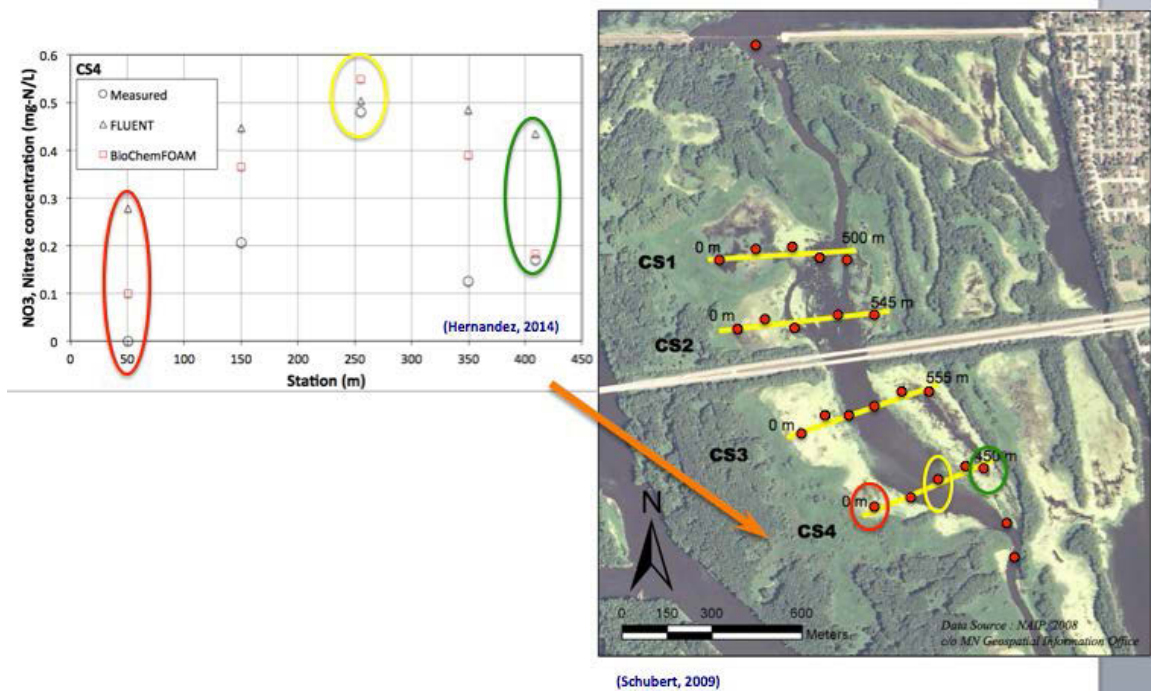 CS4
Measured
FLUENT
BioChemFOAM
NO3, Nitrate concentration (mg-N/L)
0.6
0.5
0.4
0.3
0.2
0.1
0
0 50 100 150 200 250 300 350 400 450
Station (m)
(Hernandez, 2014)
CS1
0 m
500 m
CS2
0 m
545 m
CS3
0 m
555 m
CS4
0 m
450 m
N
0 150 300 600
Meters
Data Source : NAIP, 2008
c/o MN Geospatial Information Office
(Schubert, 2009)